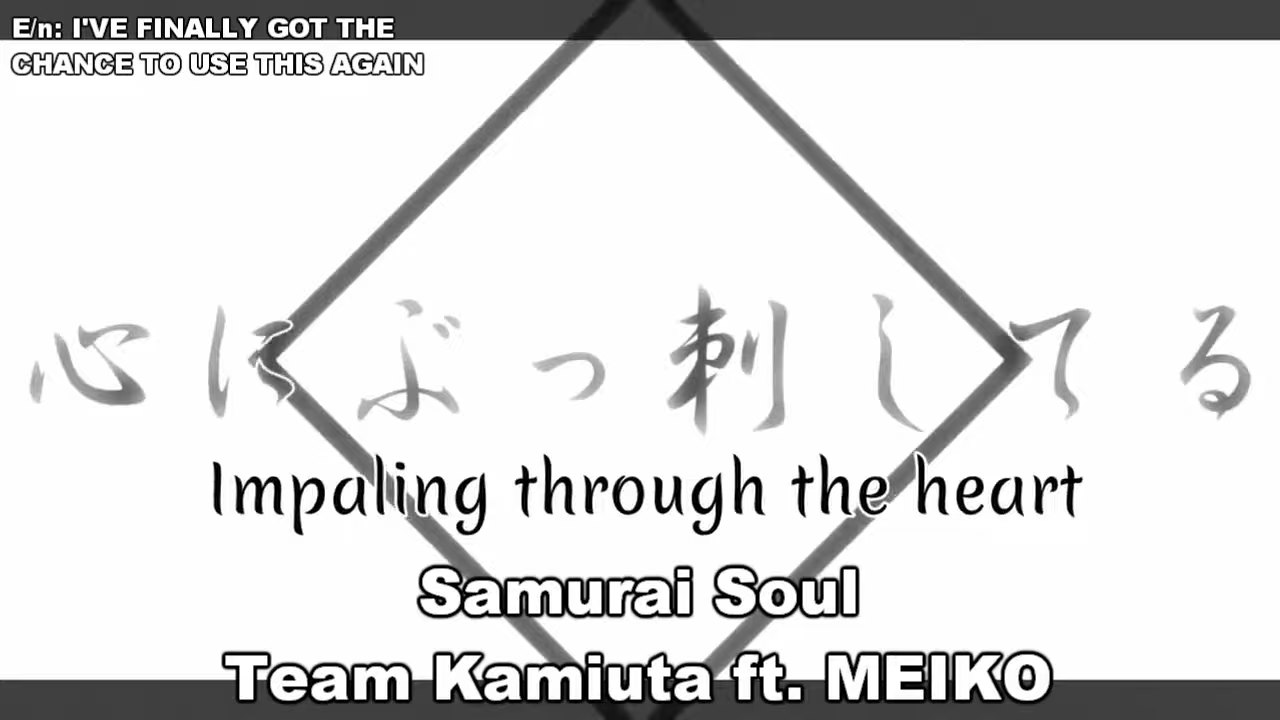 E/n: I'VE FINALLY GOT THE
CHANCE TO USE THIS AGAIN
心にぶっ刺してる
Impaling through the heart
Samurai Soul
Team Kamiuta ft. MEIKO